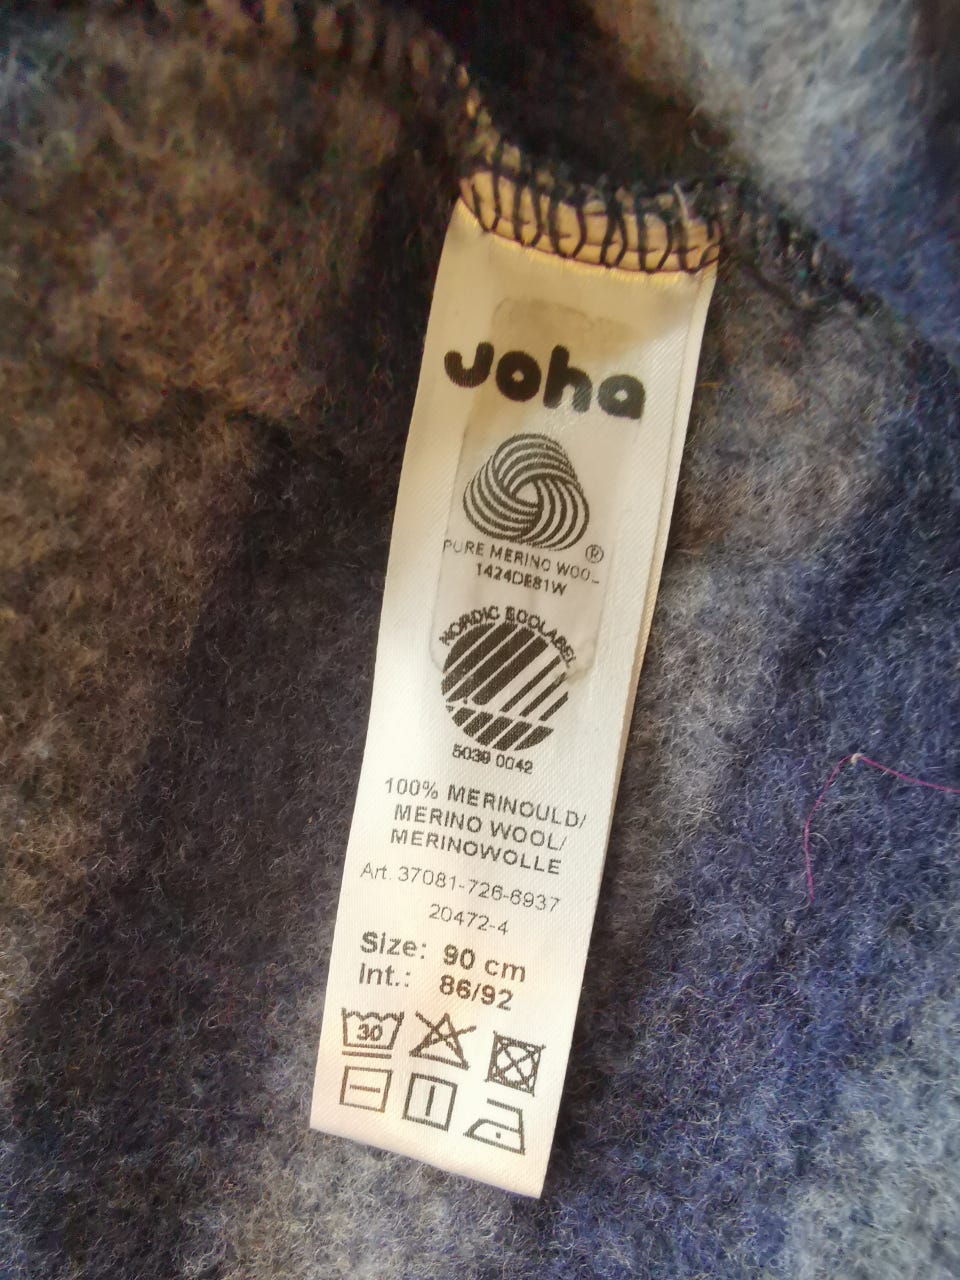 Joha
PURE MERINO WOOL ®
1424DE81W
NORDIC ECOLABEL
5039 0042
100% MERINOULD/
MERINO WOOL/
MERINOWOLLE
Art. 37081-726-6937
20472-4
Size: 90 cm
Int.: 86/92
30